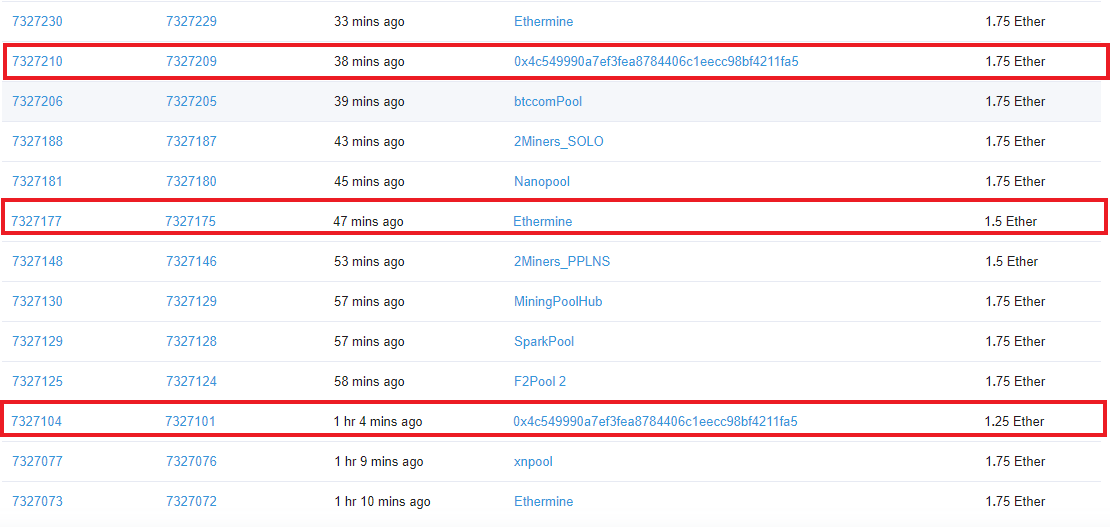 7327230 7327229 33 mins ago Ethermine 1.75 Ether
7327210 7327209 38 mins ago 0x4c549990a7ef3fea8784406c1eecc98bf4211fa5 1.75 Ether
7327206 7327205 39 mins ago btccomPool 1.75 Ether
7327188 7327187 43 mins ago 2Miners_SOLO 1.75 Ether
7327181 7327180 45 mins ago Nanopool 1.75 Ether
7327177 7327175 47 mins ago Ethermine 1.5 Ether
7327148 7327146 53 mins ago 2Miners_PPLNS 1.5 Ether
7327130 7327129 57 mins ago MiningPoolHub 1.75 Ether
7327129 7327128 57 mins ago SparkPool 1.75 Ether
7327125 7327124 58 mins ago F2Pool 2 1.75 Ether
7327104 7327101 1 hr 4 mins ago 0x4c549990a7ef3fea8784406c1eecc98bf4211fa5 1.25 Ether
7327077 7327076 1 hr 9 mins ago xnpool 1.75 Ether
7327073 7327072 1 hr 10 mins ago Ethermine 1.75 Ether